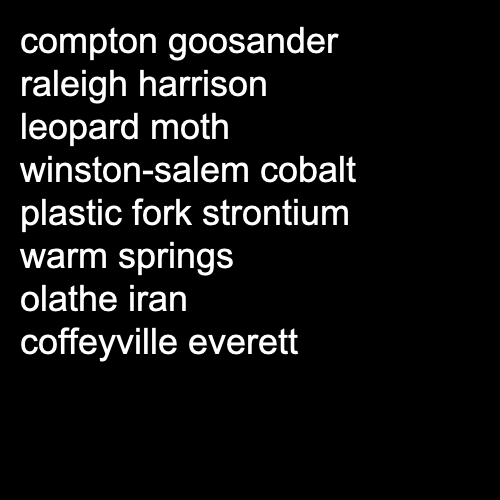 compton goosander
raleigh harrison
leopard moth
winston-salem cobalt
plastic fork strontium
warm springs
olathe iran
coffeyville everett